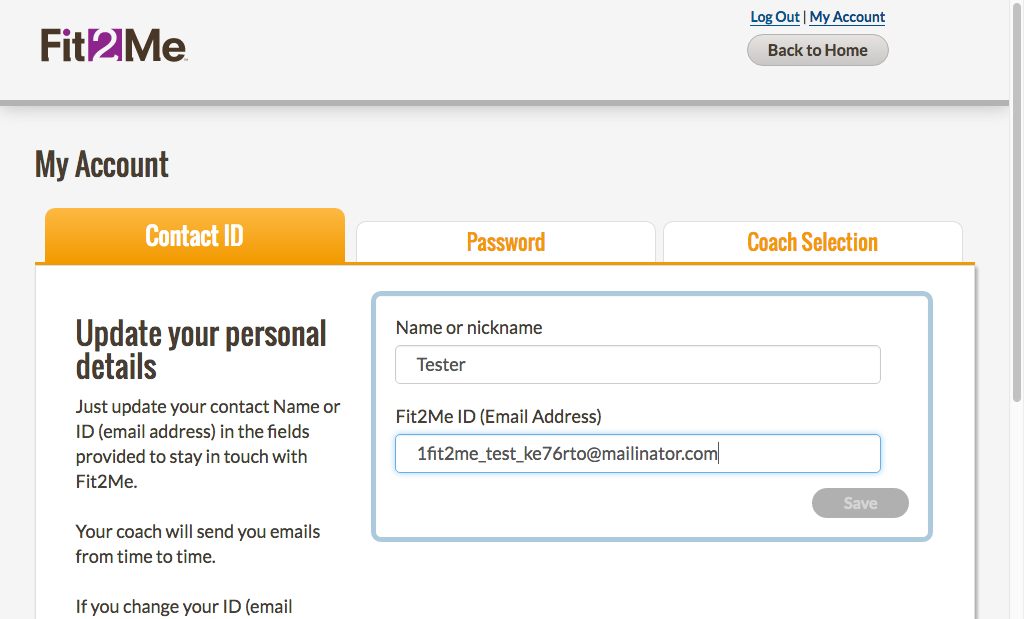 Log Out | My Account
Fit2Me™
Back to Home
My Account
Contact ID
Password
Coach Selection
Update your personal
details
Just update your contact Name or
ID (email address) in the fields
provided to stay in touch with
Fit2Me.
Your coach will send you emails
from time to time.
If you change your ID (email
Name or nickname
Tester
Fit2Me ID (Email Address)
1fit2me_test_ke76rto@mailinator.com
Save